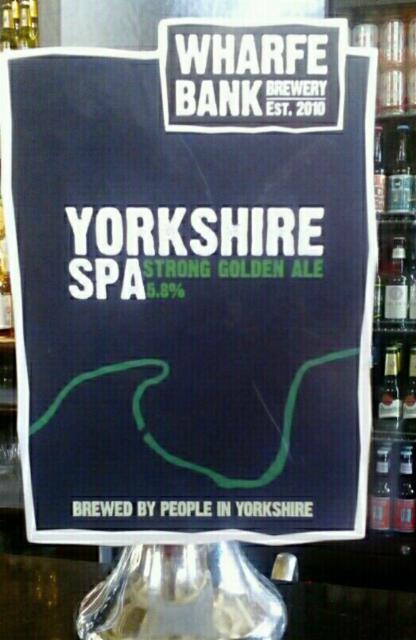 WHARFE
BANK BREWERY
EST. 2010
YORKSHIRE
SPA STRONG GOLDEN ALE
5.8%
BREWED BY PEOPLE IN YORKSHIRE